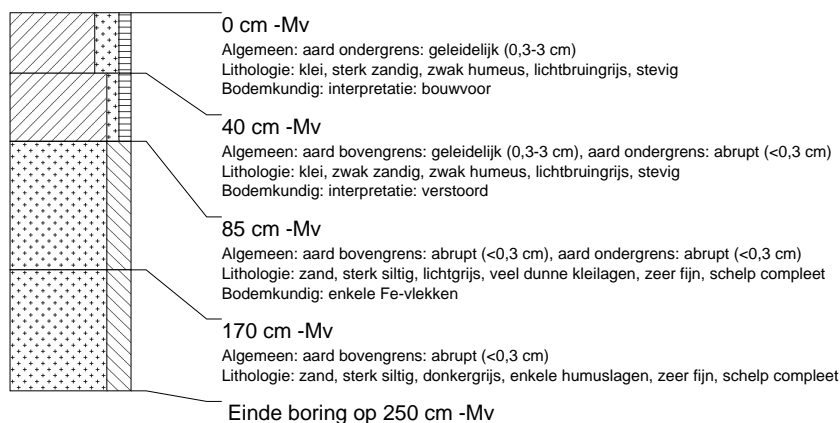 0 cm -Mv
Algemeen: aard ondergrens: geleidelijk (0,3-3 cm)
Lithologie: klei, sterk zandig, zwak humeus, lichtbruingrijs, stevig
Bodemkundig: interpretatie: bouwvoor
40 cm -Mv
Algemeen: aard bovengrens: geleidelijk (0,3-3 cm), aard ondergrens: abrupt (<0,3 cm)
Lithologie: klei, zwak zandig, zwak humeus, lichtbruingrijs, stevig
Bodemkundig: interpretatie: verstoord
85 cm -Mv
Algemeen: aard bovengrens: abrupt (<0,3 cm), aard ondergrens: abrupt (<0,3 cm)
Lithologie: zand, sterk siltig, lichtgrijs, veel dunne kleilagen, zeer fijn, schelp compleet
Bodemkundig: enkele Fe-vlekken
170 cm -Mv
Algemeen: aard bovengrens: abrupt (<0,3 cm)
Lithologie: zand, sterk siltig, donkergrijs, enkele humuslagen, zeer fijn, schelp compleet
Einde boring op 250 cm -Mv